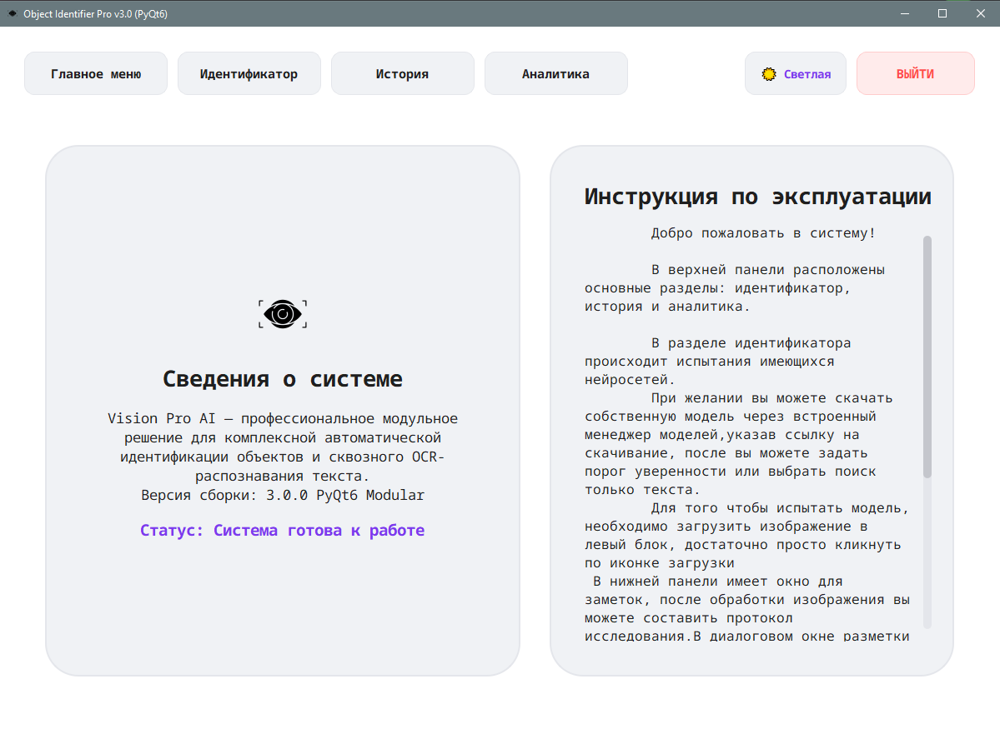 Object Identifier Pro v3.0 (PyQt6)
Главное меню
Идентификатор
История
Аналитика
Светлая
ВЫЙТИ
Сведения о системе
Vision Pro AI — профессиональное модульное
решение для комплексной автоматической
идентификации объектов и сквозного OCR-
распознавания текста.
Версия сборки: 3.0.0 PyQt6 Modular
Статус: Система готова к работе
Инструкция по эксплуатации
Добро пожаловать в систему!
В верхней панели расположены
основные разделы: идентификатор,
история и аналитика.
В разделе идентификатора
происходит испытания имеющихся
нейросетей.
При желании вы можете скачать
собственную модель через встроенный
менеджер моделей,указав ссылку на
скачивание, после вы можете задать
порог уверенности или выбрать поиск
только текста.
Для того чтобы испытать модель,
необходимо загрузить изображение в
левый блок, достаточно просто кликнуть
по иконке загрузки
В нижней панели имеет окно для
заметок, после обработки изображения вы
можете составить протокол
исследования.В диалоговом окне разметки